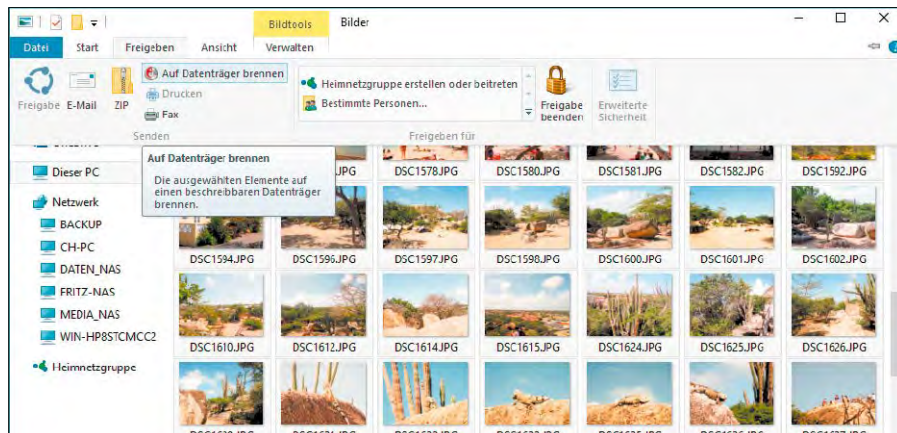 Bildtools Bilder
Datei Start Freigeben Ansicht Verwalten
Freigabe E-Mail ZIP
Auf Datenträger brennen
Drucken
Fax
Senden
Heimnetzgruppe erstellen oder beitreten
Bestimmte Personen...
Freigabe beenden
Erweiterte Sicherheit
Freigeben für
Auf Datenträger brennen
Die ausgewählten Elemente auf
einen beschreibbaren Datenträger
brennen.
Dieser PC
Netzwerk
BACKUP
CH-PC
DATEN_NAS
FRITZ-NAS
MEDIA_NAS
WIN-HP8STCMCC2
Heimnetzgruppe
.JPG DSC1578.JPG DSC1580.JPG DSC1581.JPG DSC1582.JPG DSC1592.JPG
DSC1594.JPG DSC1596.JPG DSC1597.JPG DSC1598.JPG DSC1600.JPG DSC1601.JPG DSC1602.JPG
DSC1610.JPG DSC1612.JPG DSC1614.JPG DSC1615.JPG DSC1624.JPG DSC1625.JPG DSC1626.JPG